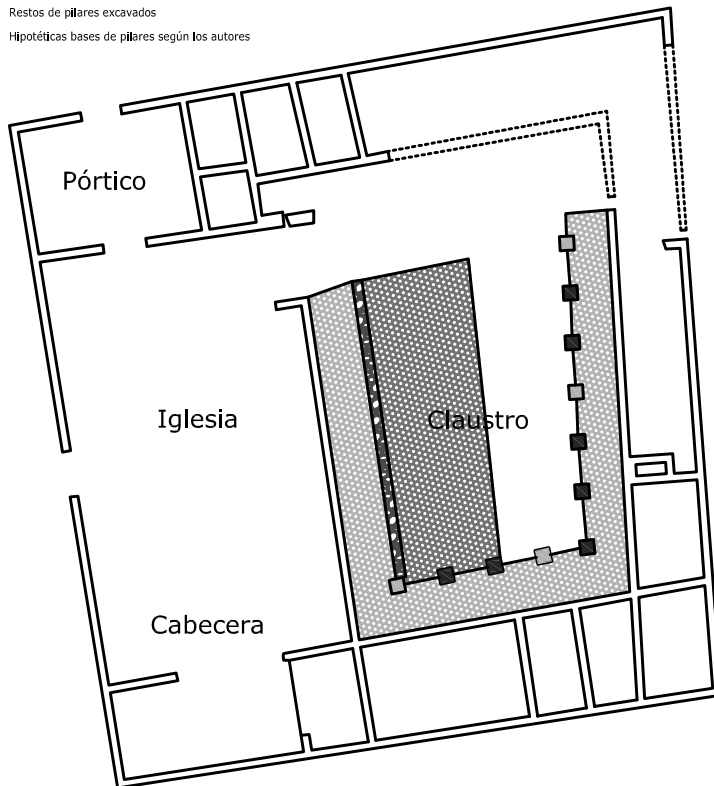 Restos de pilares excavados
Hipotéticas bases de pilares según los autores
Pórtico
Iglesia
Claustro
Cabecera